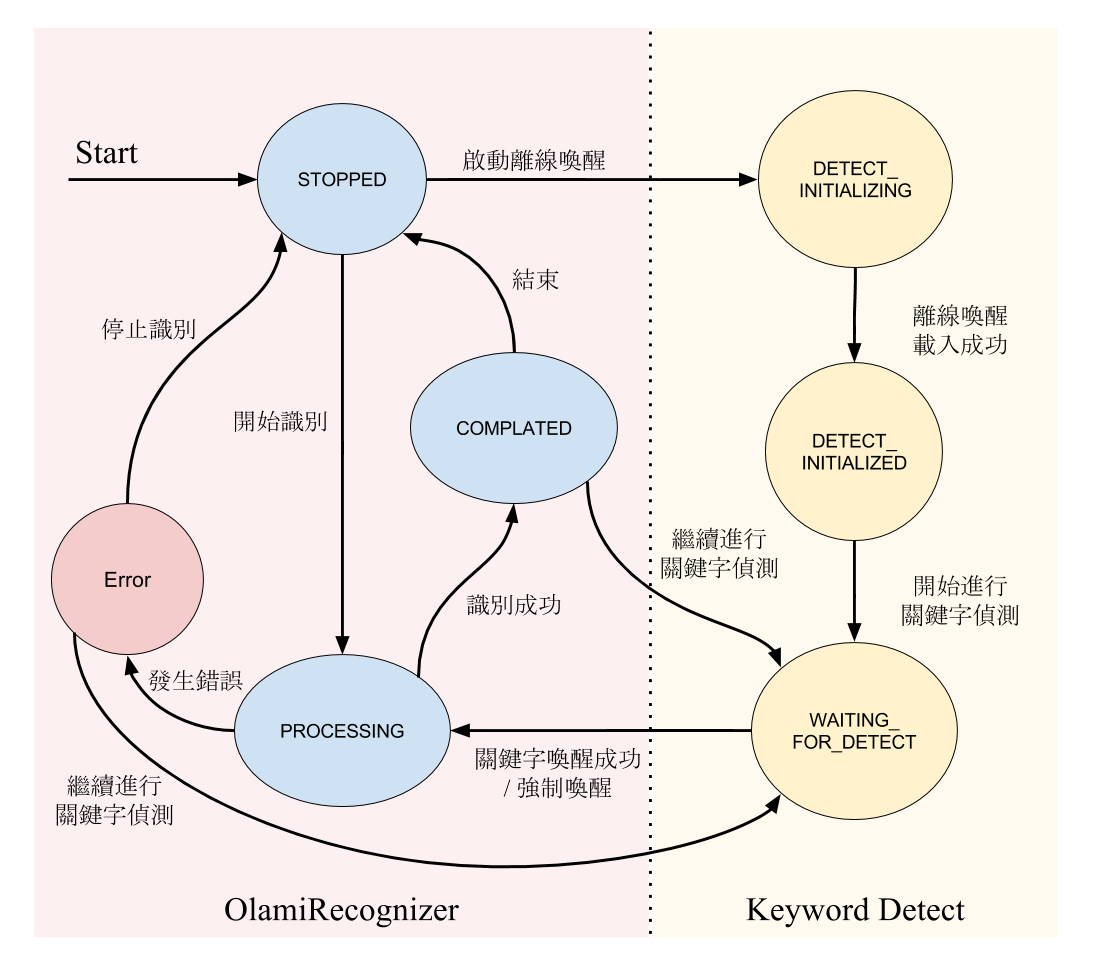 Start
STOPPED
啟動離線喚醒
DETECT_
INITIALIZING
結束
停止識別
離線喚醒
載入成功
開始識別
COMPLATED
DETECT_
INITIALIZED
繼續進行
關鍵字偵測
Error
識別成功
開始進行
關鍵字偵測
發生錯誤
PROCESSING
WAITING_
FOR_DETECT
關鍵字喚醒成功
/ 強制喚醒
繼續進行
關鍵字偵測
OlamiRecognizer
Keyword Detect